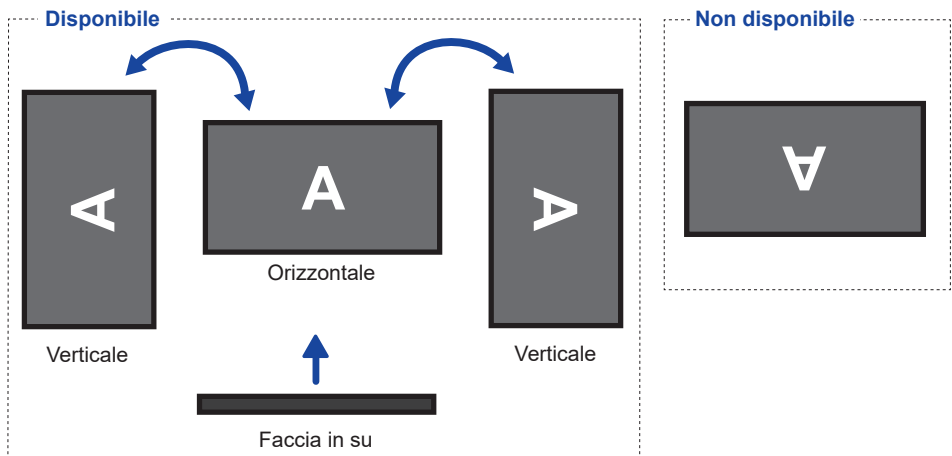 Disponibile
Non disponibile
A
A
A
A
Orizzontale
Verticale
Verticale
Faccia in su